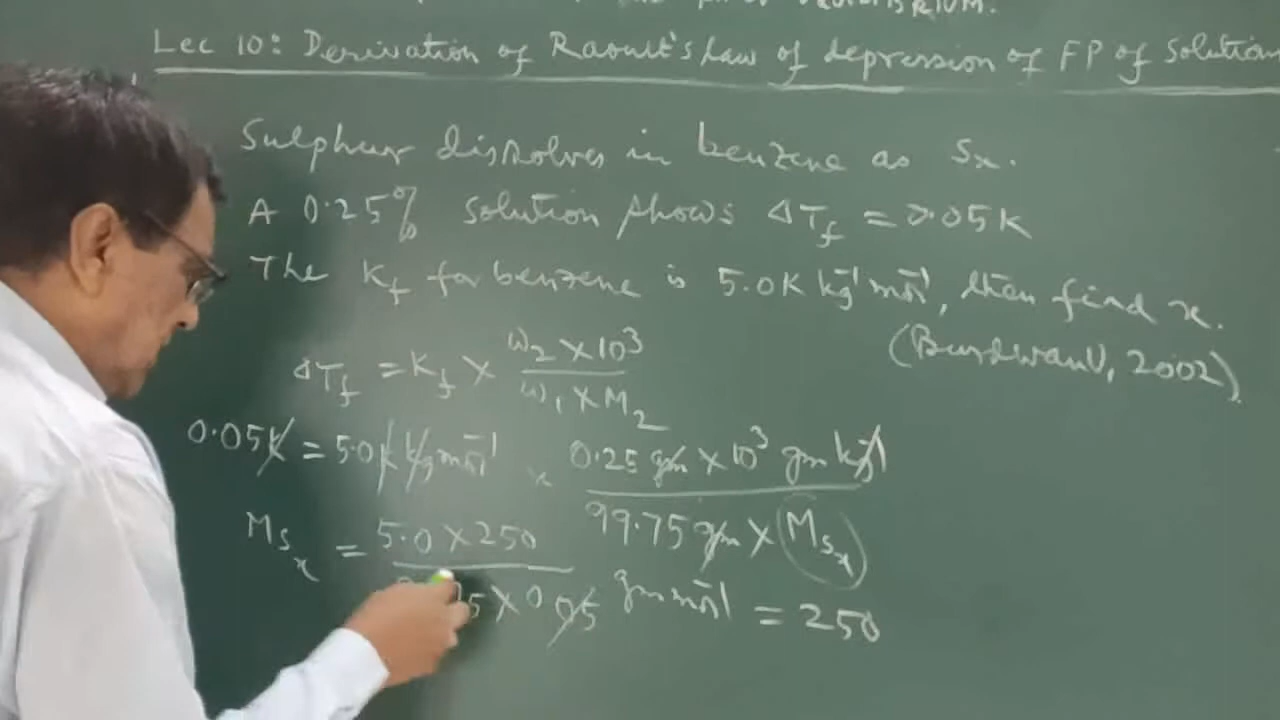 EQUILIBRIUM.
Lec 10: Derivation of Raoult's Law of depression of FP of Solution
Sulphur dissolves in benzene as Sx.
A 0.25% solution shows ΔTf = 0.05K
The Kf for benzene is 5.0K kg⁻¹ mol⁻¹, then find x.
(Burdwan U, 2002).
ΔTf = Kf × w2 × 10³ / w1 × M2
0.05K = 5.0K kg mol⁻¹ × 0.25 gm × 10³ gm kg⁻¹ / 99.75 gm × MSx
MSx = 5.0 × 250 / 5 × 0.05 gm mol⁻¹ = 250